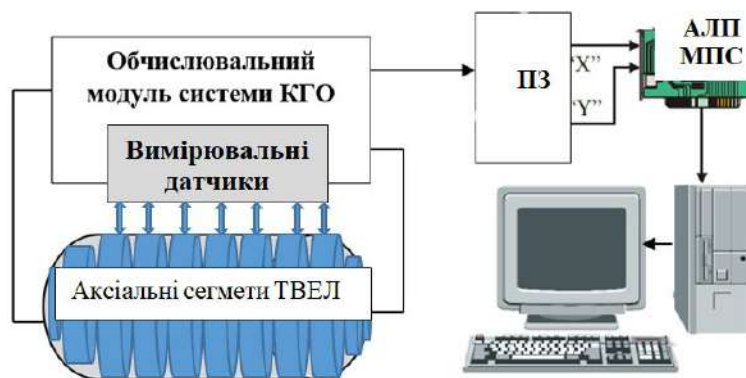 Обчислювальний
модуль системи КГО
Вимірювальні
датчики
Аксіальні сегмети ТВЕЛ
ПЗ
“X”
“Y”
АЛП
МПС